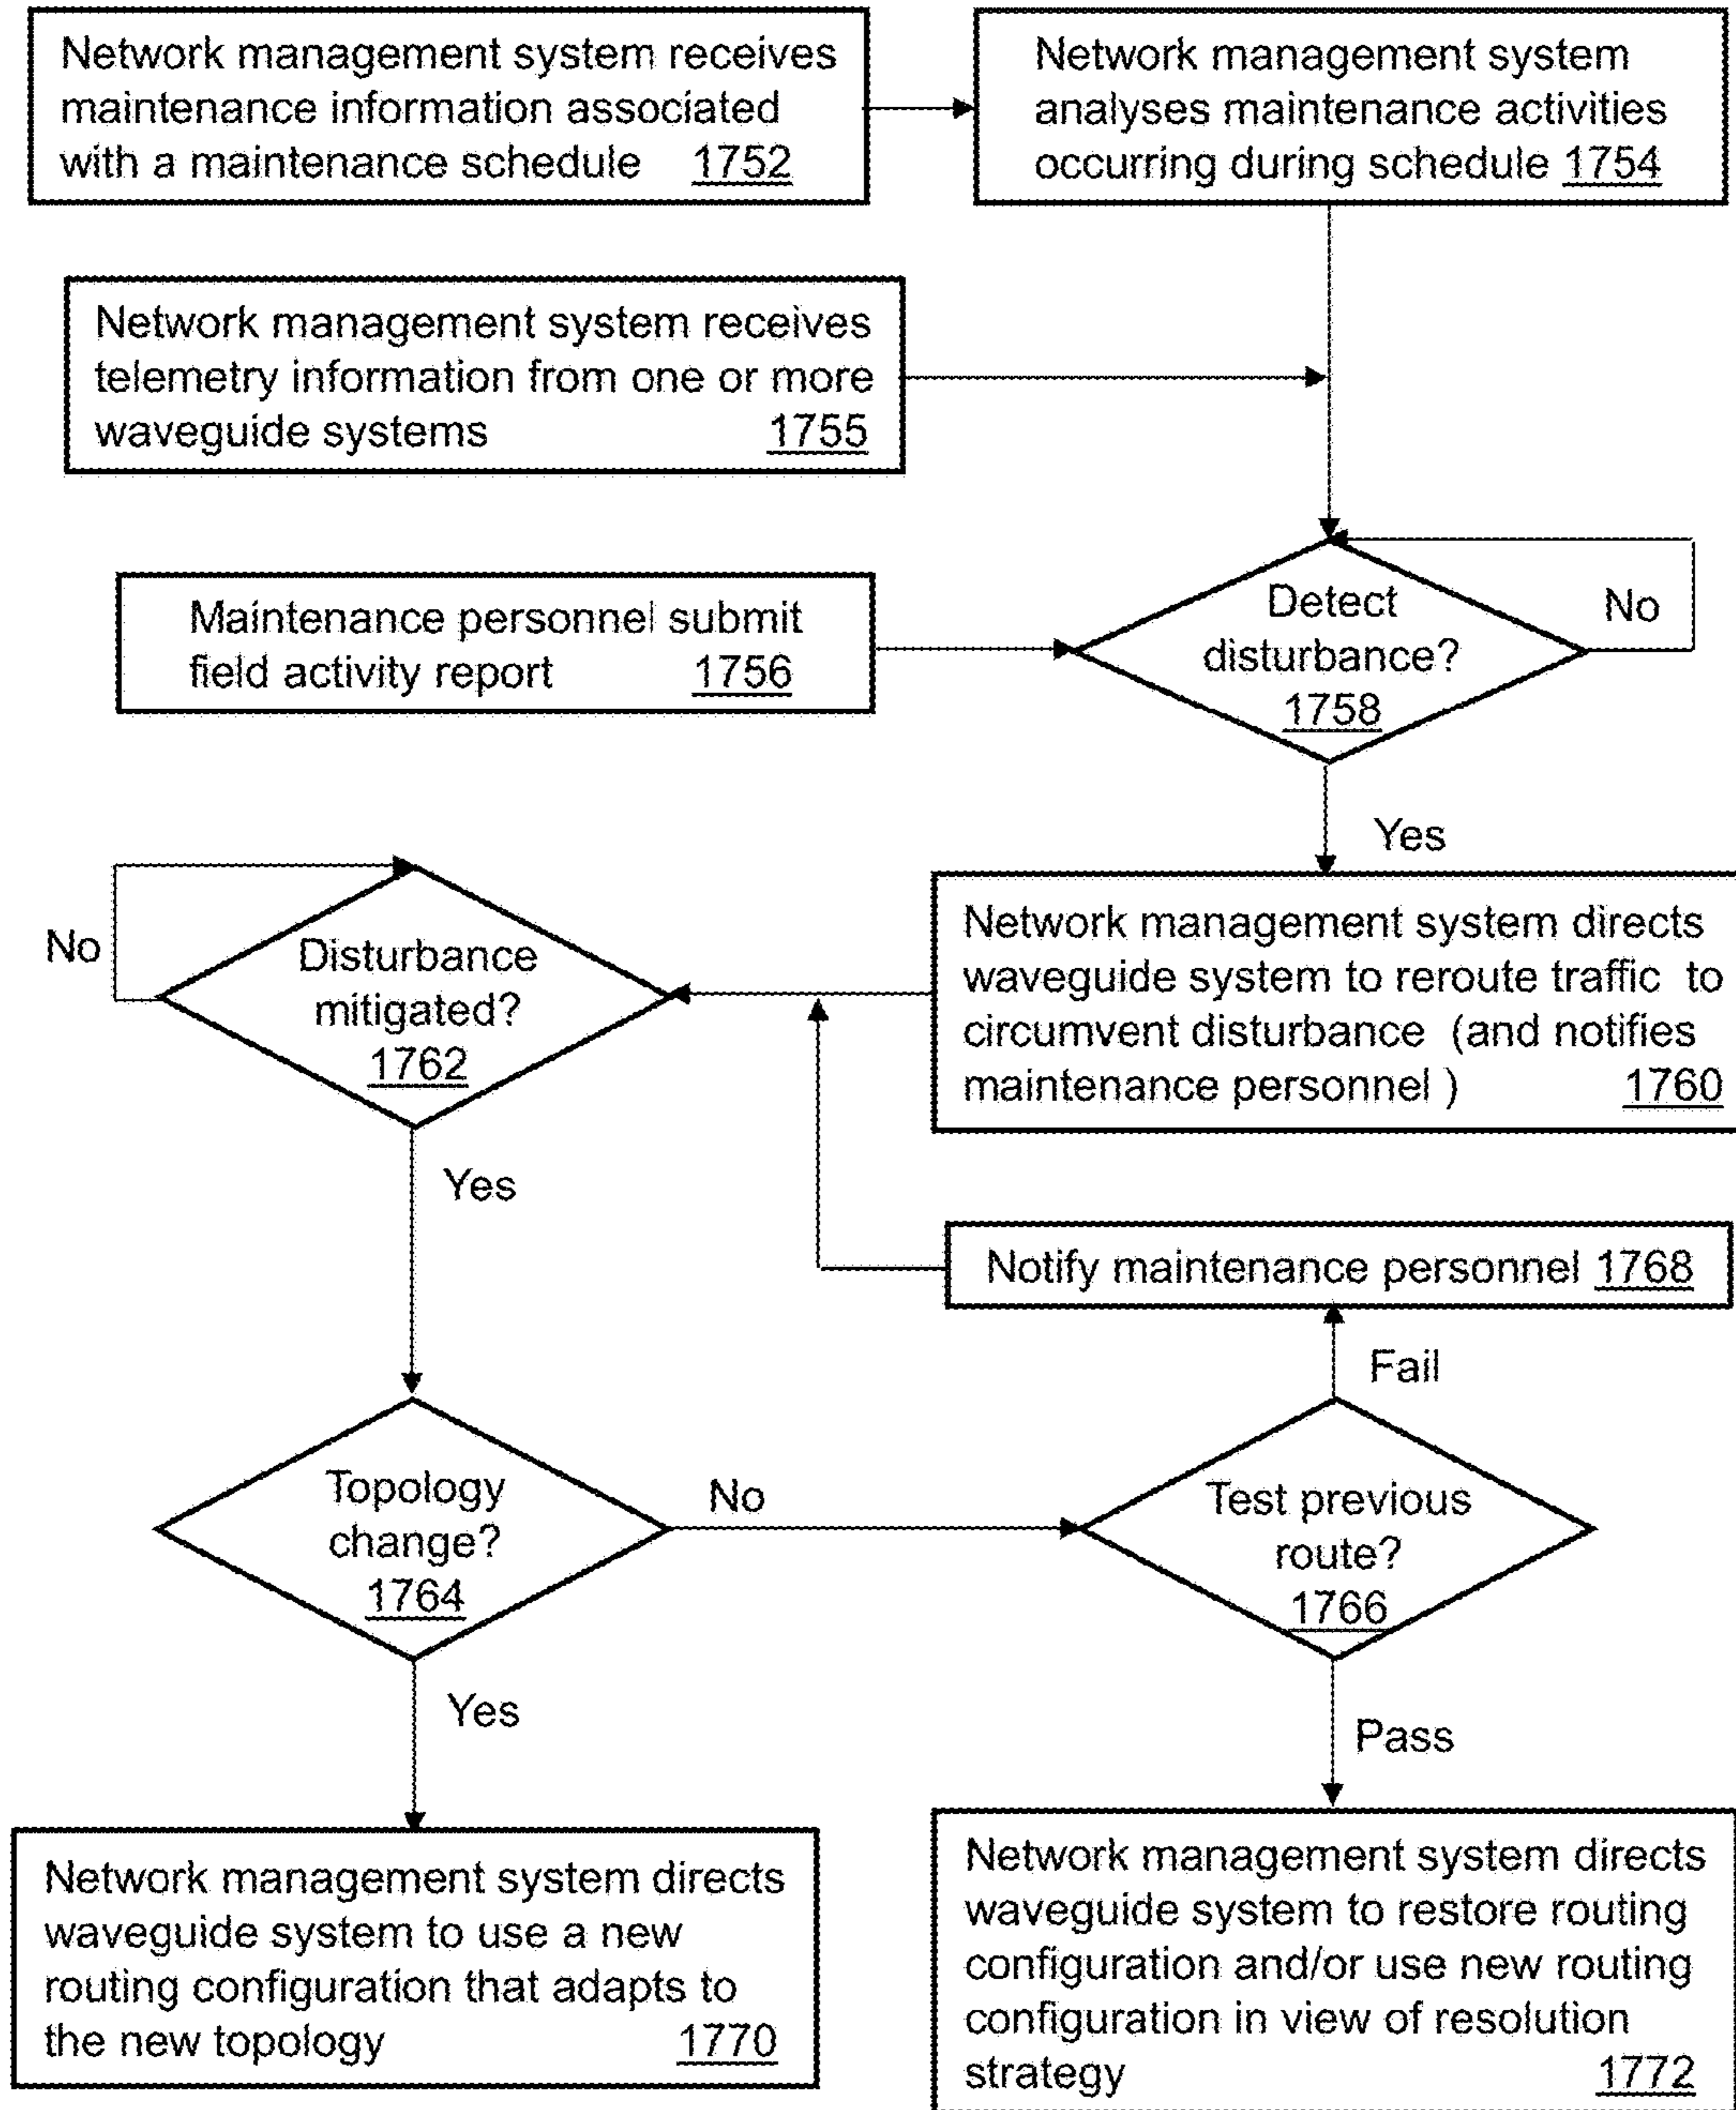 Network management system receives
maintenance information associated
with a maintenance schedule 1752
Network management system
analyses maintenance activities
occurring during schedule 1754
Network management system receives
telemetry information from one or more
waveguide systems 1755
Maintenance personnel submit
field activity report 1756
Detect
disturbance?
1758
No
Yes
Network management system directs
waveguide system to reroute traffic to
circumvent disturbance (and notifies
maintenance personnel ) 1760
No
Disturbance
mitigated?
1762
Yes
Notify maintenance personnel 1768
Fail
Topology
change?
1764
No
Test previous
route?
1766
Yes
Pass
Network management system directs
waveguide system to use a new
routing configuration that adapts to
the new topology 1770
Network management system directs
waveguide system to restore routing
configuration and/or use new routing
configuration in view of resolution
strategy 1772